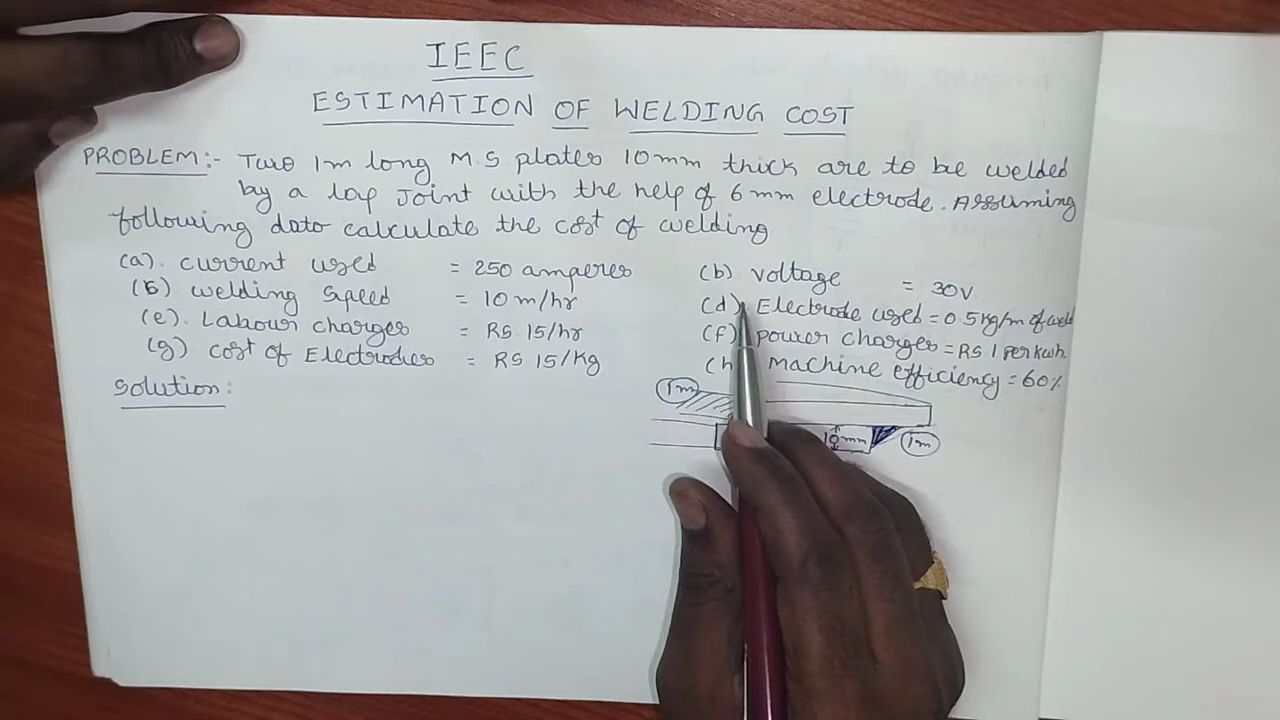 IEEC
ESTIMATION OF WELDING COST
PROBLEM:- Two 1m long M.S plates 10mm thick are to be welded
by a lap Joint with the help of 6mm electrode. Assuming
following data calculate the cost of welding
(a). current used = 250 amperes
(b) voltage = 30V
(c). welding speed = 10 m/hr
(d) Electrode used = 0.5 kg/m of weld
(e). Labour charges = Rs 15/hr
(f) power charges = Rs 1 per kwh.
(g) cost of Electrodes = Rs 15/kg
(h machine efficiency = 60%
Solution:
1m
10mm
1m